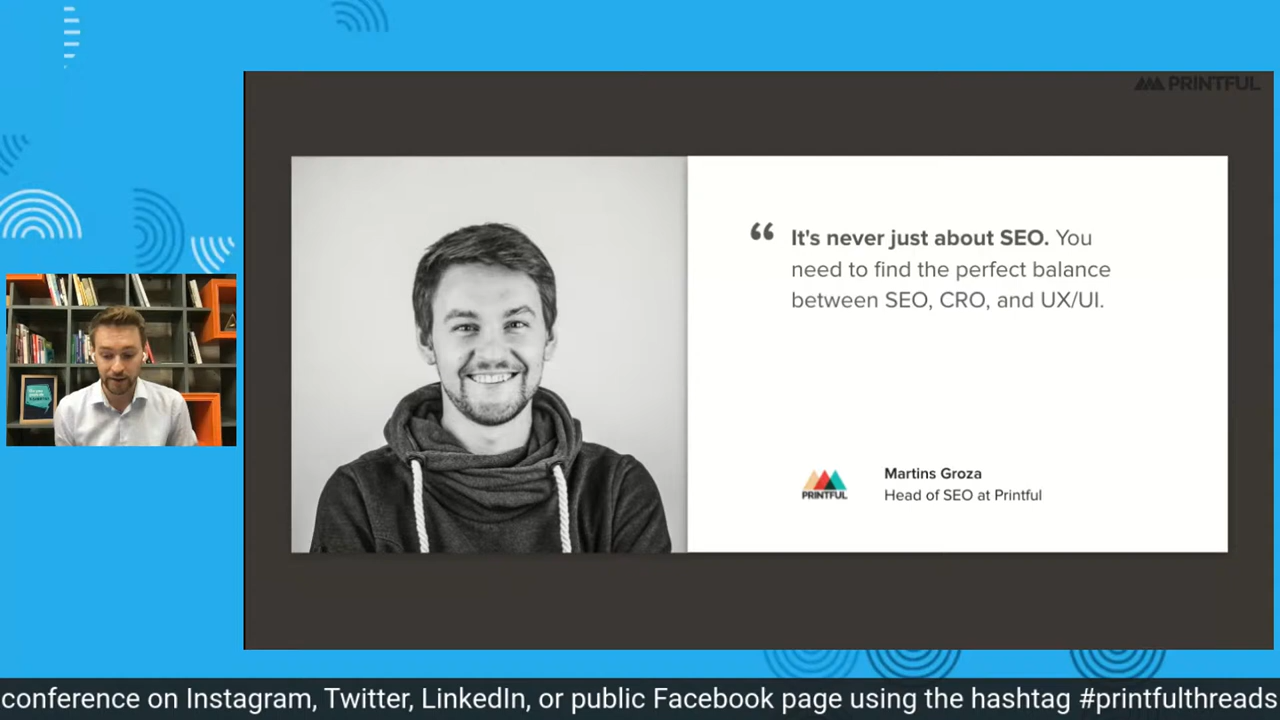 PRINTFUL
“ It's never just about SEO. You
need to find the perfect balance
between SEO, CRO, and UX/UI.
PRINTFUL
Martins Groza
Head of SEO at Printful
conference on Instagram, Twitter, LinkedIn, or public Facebook page using the hashtag #printfulthreads